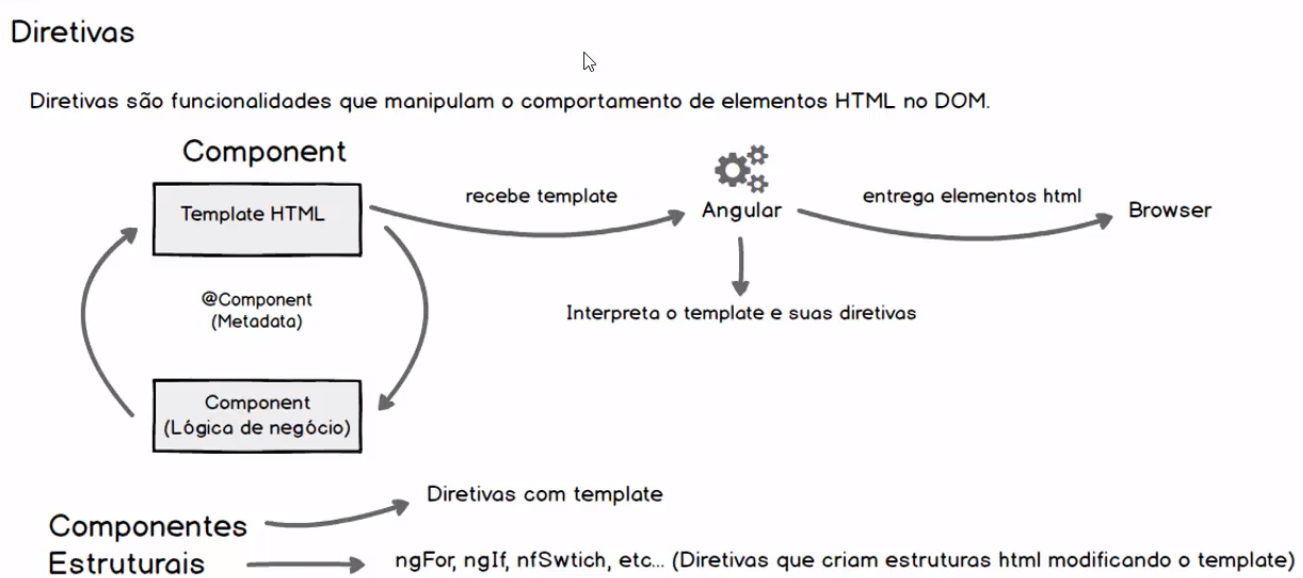 Diretivas
Diretivas são funcionalidades que manipulam o comportamento de elementos HTML no DOM.
Component
Template HTML
recebe template
Angular
entrega elementos html
Browser
@Component
(Metadata)
Interpreta o template e suas diretivas
Component
(Lógica de negócio)
Diretivas com template
Componentes
Estruturais
ngFor, ngIf, nfSwtich, etc... (Diretivas que criam estruturas html modificando o template)